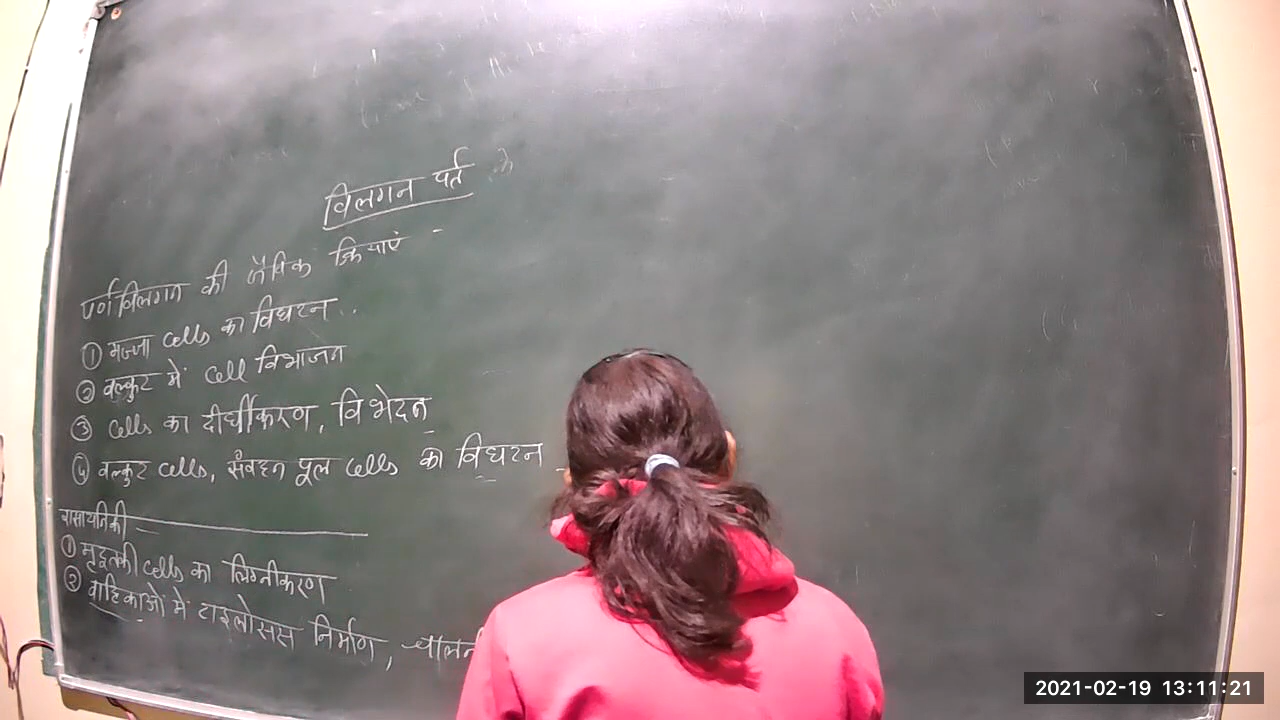 विलगन पर्त के
पर्ण विलगन की जैविक क्रियाएं -
① मज्जा cells का विघटन
② वल्कुट में cell विभाजन
③ cells का दीर्घीकरण, विभेदन
④ वल्कुट cells, संवहन पूल cells का विघटन
रासायनिकी
① मृदुतकी cells का लिग्नीकरण
② वाहिकाओं में टाइलोसस निर्माण,
2021-02-19 13:11:21